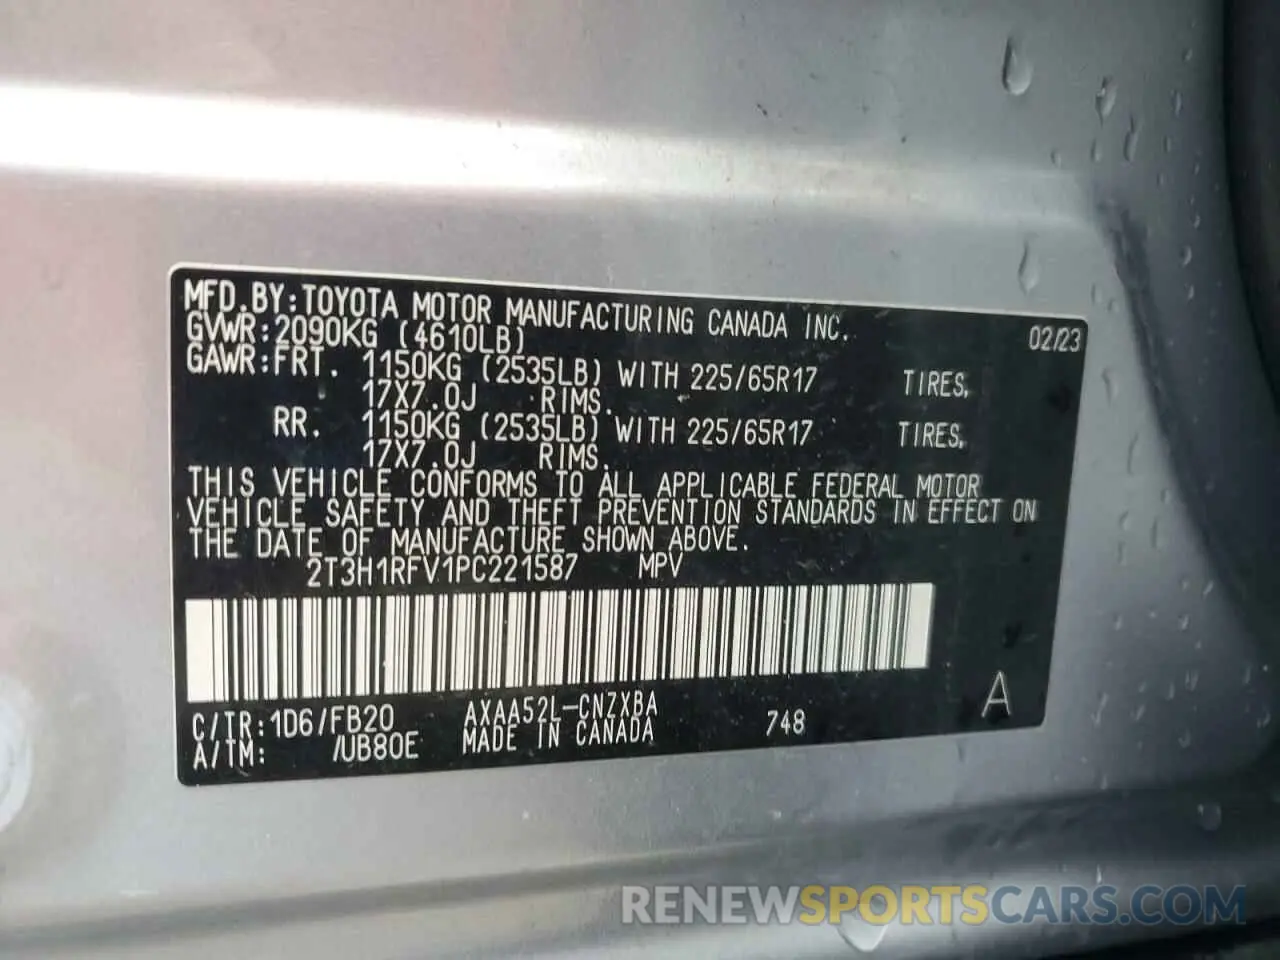 MFD.BY:TOYOTA MOTOR MANUFACTURING CANADA INC. 02/23
GVWR:2090KG (4610LB)
GAWR:FRT. 1150KG (2535LB) WITH 225/65R17 TIRES,
17X7.0J RIMS.
RR. 1150KG (2535LB) WITH 225/65R17 TIRES,
17X7.0J RIMS.
THIS VEHICLE CONFORMS TO ALL APPLICABLE FEDERAL MOTOR
VEHICLE SAFETY AND THEFT PREVENTION STANDARDS IN EFFECT ON
THE DATE OF MANUFACTURE SHOWN ABOVE.
2T3H1RFV1PC221587 MPV
C/TR:1D6/FB20 AXAA52L-CNZXBA 748 A
A/TM: /UB80E MADE IN CANADA
RENEWSPORTSCARS.COM